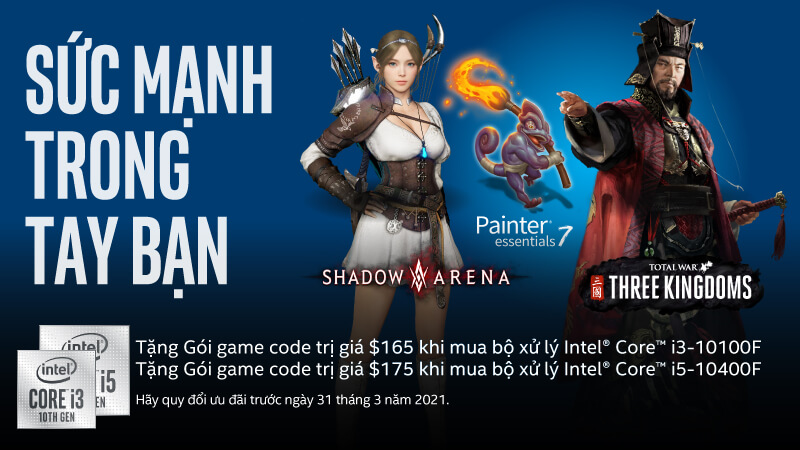 SỨC MẠNH
TRONG
TAY BẠN
Painter®
essentials 7
SHADOW ARENA
TOTAL WAR
三國
THREE KINGDOMS
intel®
i5
EN
intel®
CORE i3
10TH GEN
Tặng Gói game code trị giá $165 khi mua bộ xử lý Intel® Core™ i3-10100F
Tặng Gói game code trị giá $175 khi mua bộ xử lý Intel® Core™ i5-10400F
Hãy quy đổi ưu đãi trước ngày 31 tháng 3 năm 2021.